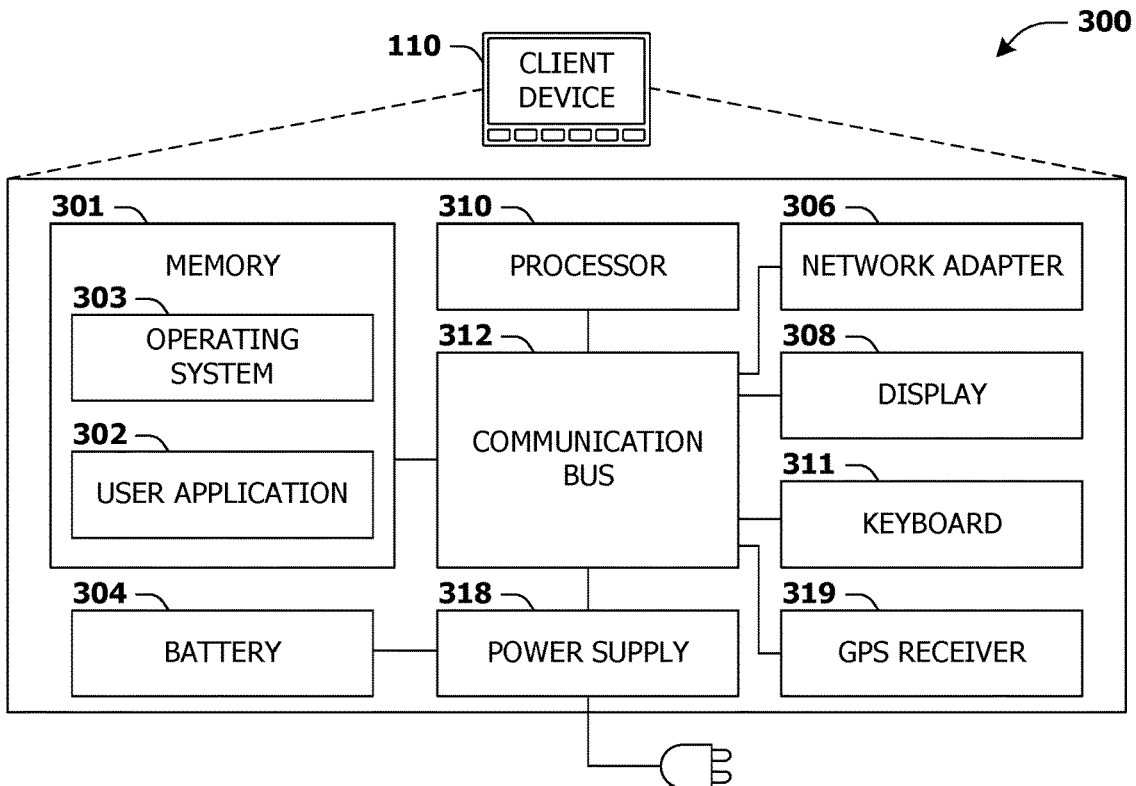 300
110
CLIENT
DEVICE
301
MEMORY
303
OPERATING
SYSTEM
302
USER APPLICATION
310
PROCESSOR
312
COMMUNICATION
BUS
306
NETWORK ADAPTER
308
DISPLAY
311
KEYBOARD
304
BATTERY
318
POWER SUPPLY
319
GPS RECEIVER